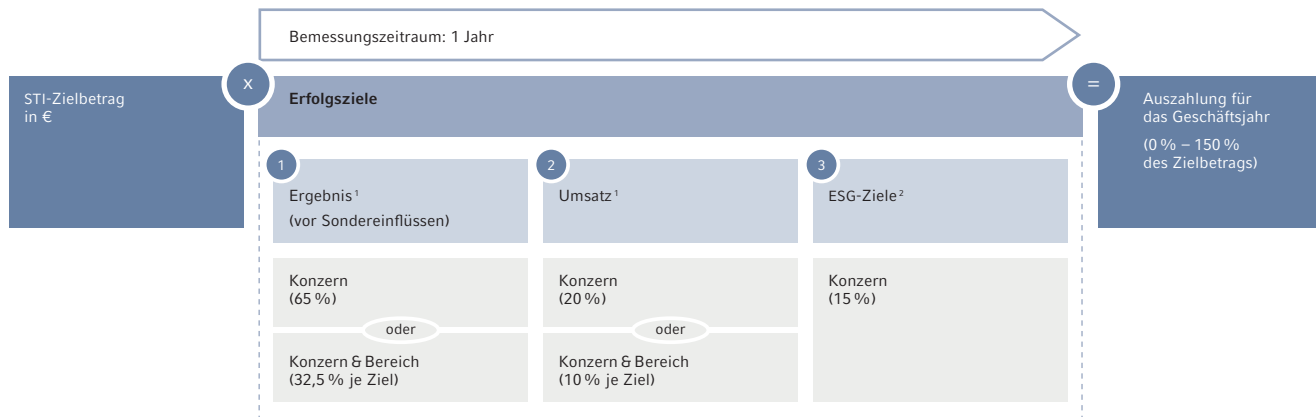 Bemessungszeitraum: 1 Jahr
STI-Zielbetrag
in €
x
Erfolgsziele
=
Auszahlung für
das Geschäftsjahr
(0 % – 150 %
des Zielbetrags)
1
Ergebnis¹
(vor Sondereinflüssen)
2
Umsatz¹
3
ESG-Ziele²
Konzern
(65 %)
oder
Konzern & Bereich
(32,5 % je Ziel)
Konzern
(20 %)
oder
Konzern & Bereich
(10 % je Ziel)
Konzern
(15 %)